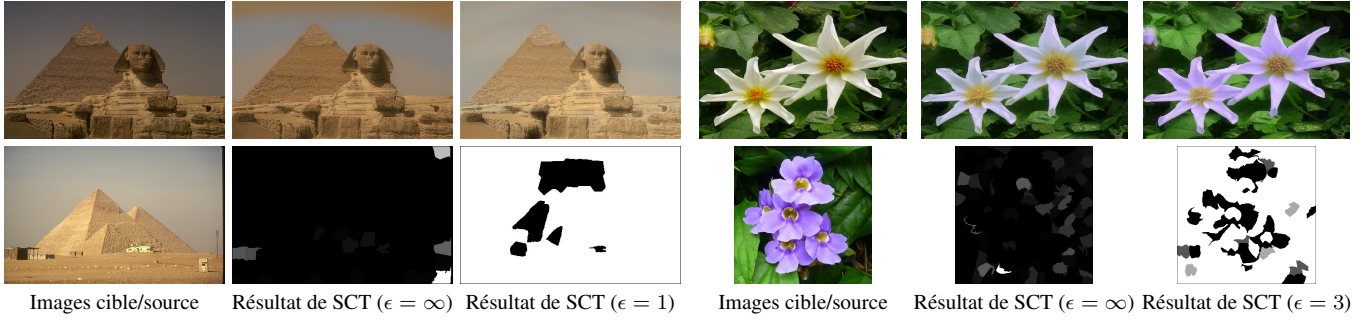 Images cible/source Résultat de SCT (ϵ = ∞) Résultat de SCT (ϵ = 1) Images cible/source Résultat de SCT (ϵ = ∞) Résultat de SCT (ϵ = 3)